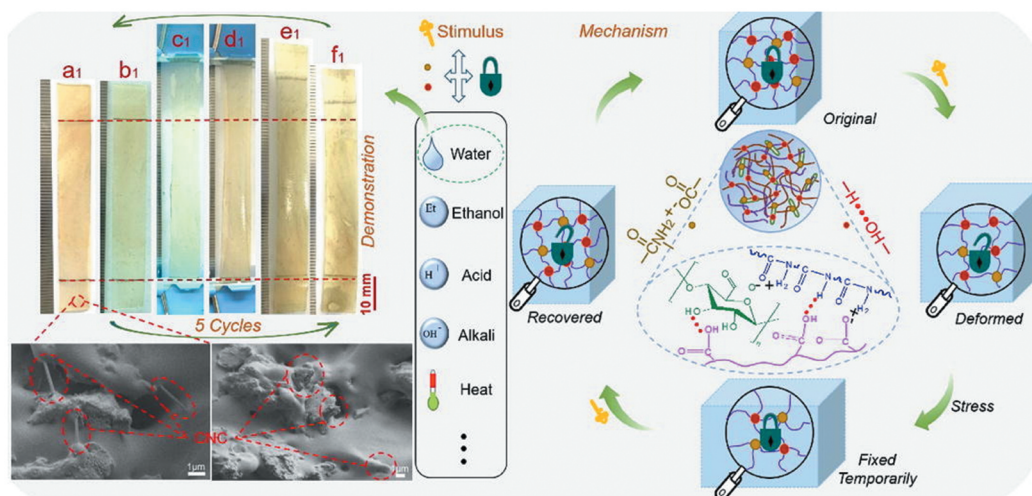 a1
b1
c1
d1
e1
f1
Demonstration
10 mm
5 Cycles
CNC
1μm
1μm
Stimulus
Water
Et
Ethanol
H+
Acid
OH-
Alkali
Heat
Mechanism
Original
Deformed
Stress
Fixed
Temporarily
Recovered